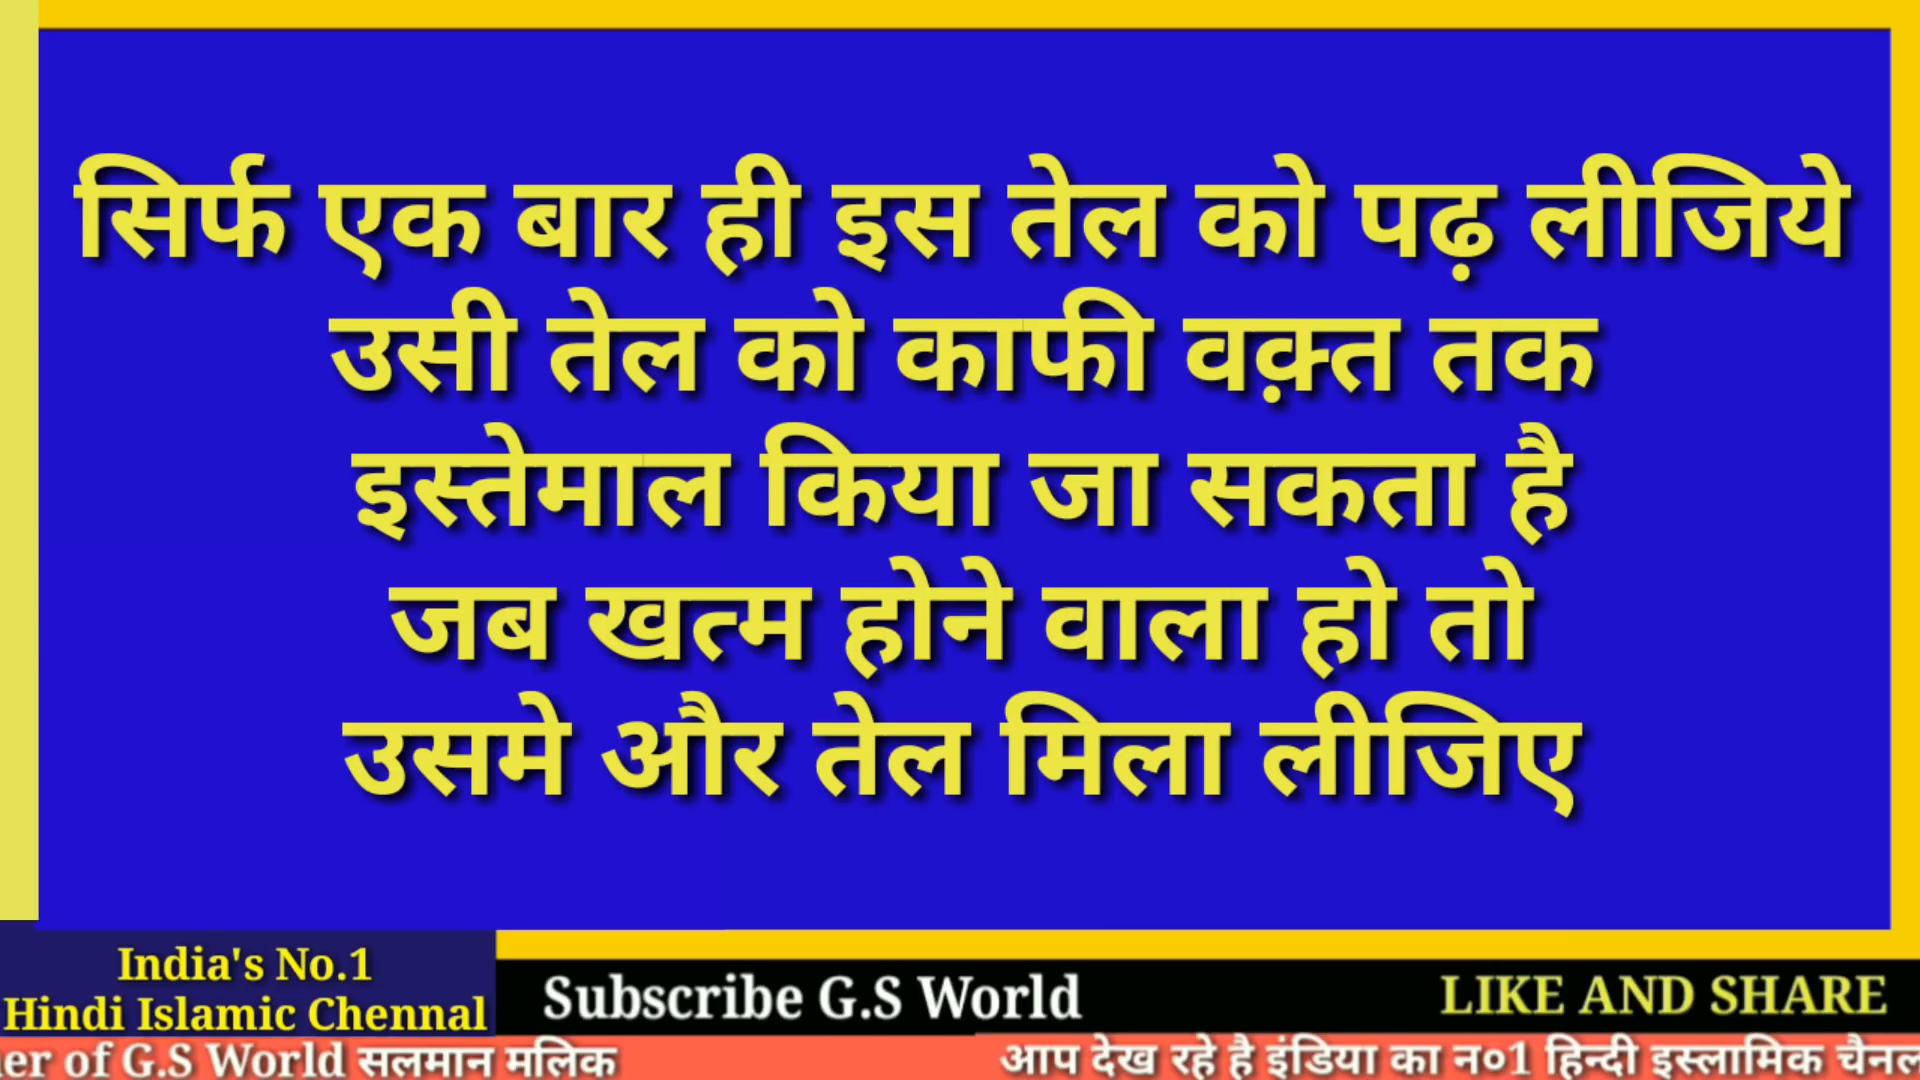 सिर्फ एक बार ही इस तेल को पढ़ लीजिये
उसी तेल को काफी वक़्त तक
इस्तेमाल किया जा सकता है
जब खत्म होने वाला हो तो
उसमे और तेल मिला लीजिए
India's No.1
Hindi Islamic Chennal
Subscribe G.S World
LIKE AND SHARE
er of G.S World सलमान मलिक
आप देख रहे है इंडिया का न०1 हिन्दी इस्लामिक चैनल